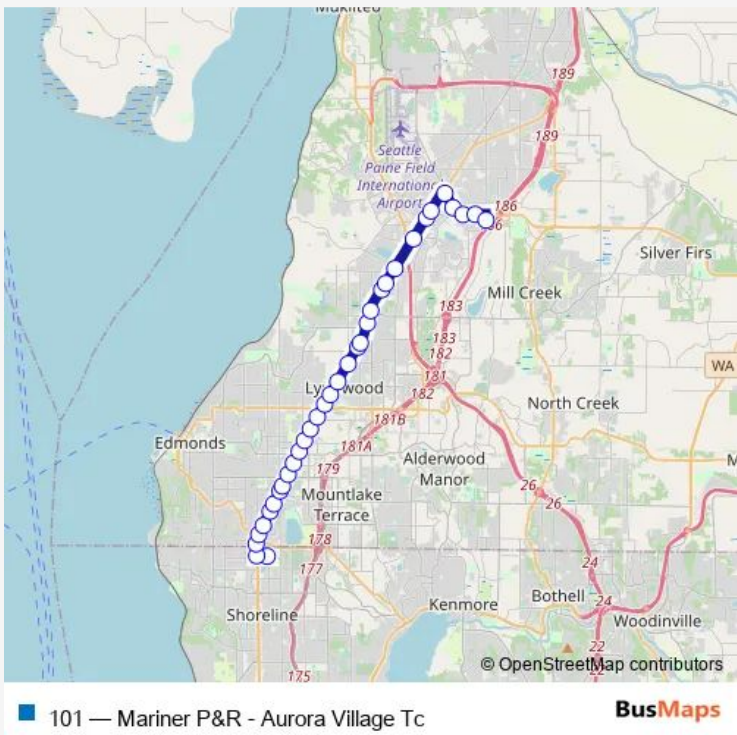 Mukilteo
189
189
Seattle
Paine Field
International
Airport
186
Silver Firs
Mill Creek
183
183
182
181
182
WA
Lynnwood
North Creek
181B
Edmonds
181A
Alderwood
Manor
179
26
26
Mountlake
Terrace
178
177
24
Bothell
24
Kenmore
Shoreline
Woodinville
22
175
© OpenStreetMap contributors
101 — Mariner P&R - Aurora Village Tc
BusMaps